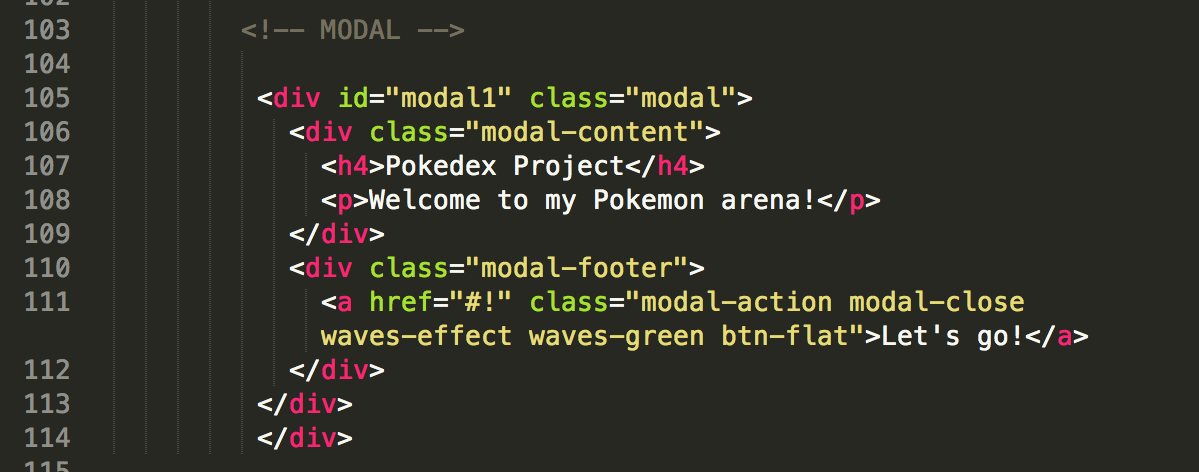 102
103 <!-- MODAL -->
104
105 <div id="modal1" class="modal">
106 <div class="modal-content">
107 <h4>Pokedex Project</h4>
108 <p>Welcome to my Pokemon arena!</p>
109 </div>
110 <div class="modal-footer">
111 <a href="#!" class="modal-action modal-close
waves-effect waves-green btn-flat">Let's go!</a>
112 </div>
113 </div>
114 </div>
115